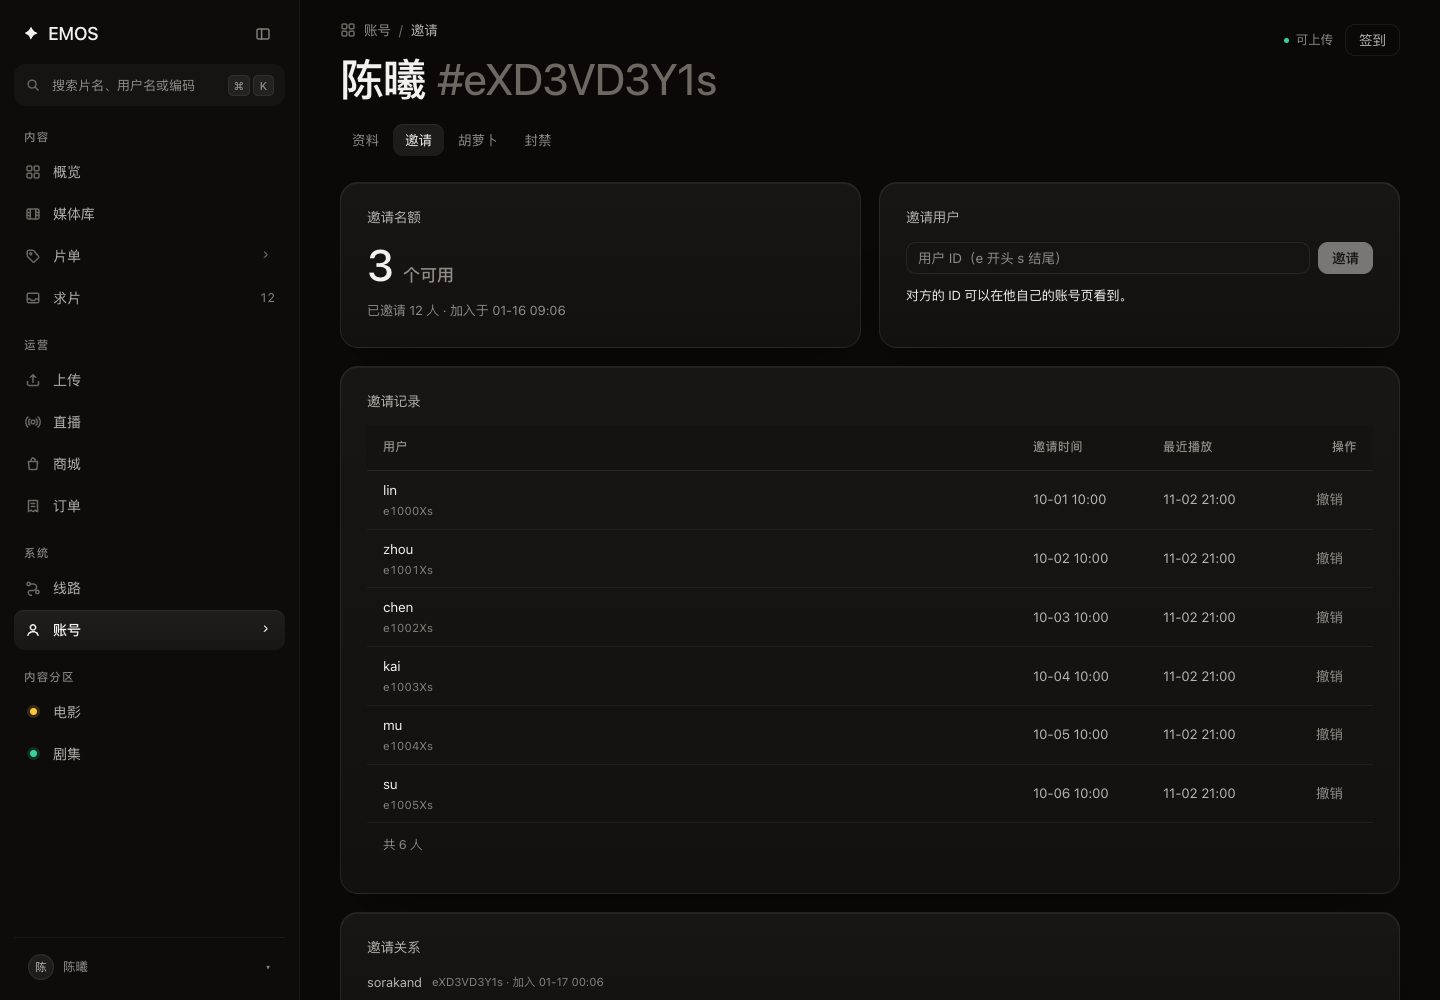 EMOS
搜索片名、用户名或编码 ⌘ K
内容
概览
媒体库
片单
求片 12
运营
上传
直播
商城
订单
系统
线路
账号
内容分区
电影
剧集
陈 陈曦
账号 / 邀请
可上传 签到
陈曦 #eXD3VD3Y1s
资料 邀请 胡萝卜 封禁
邀请名额
3 个可用
已邀请 12 人 · 加入于 01-16 09:06
邀请用户
用户 ID（e 开头 s 结尾） 邀请
对方的 ID 可以在他自己的账号页看到。
邀请记录
用户 邀请时间 最近播放 操作
lin
e1000Xs
10-01 10:00 11-02 21:00 撤销
zhou
e1001Xs
10-02 10:00 11-02 21:00 撤销
chen
e1002Xs
10-03 10:00 11-02 21:00 撤销
kai
e1003Xs
10-04 10:00 11-02 21:00 撤销
mu
e1004Xs
10-05 10:00 11-02 21:00 撤销
su
e1005Xs
10-06 10:00 11-02 21:00 撤销
共 6 人
邀请关系
sorakand eXD3VD3Y1s · 加入 01-17 00:06